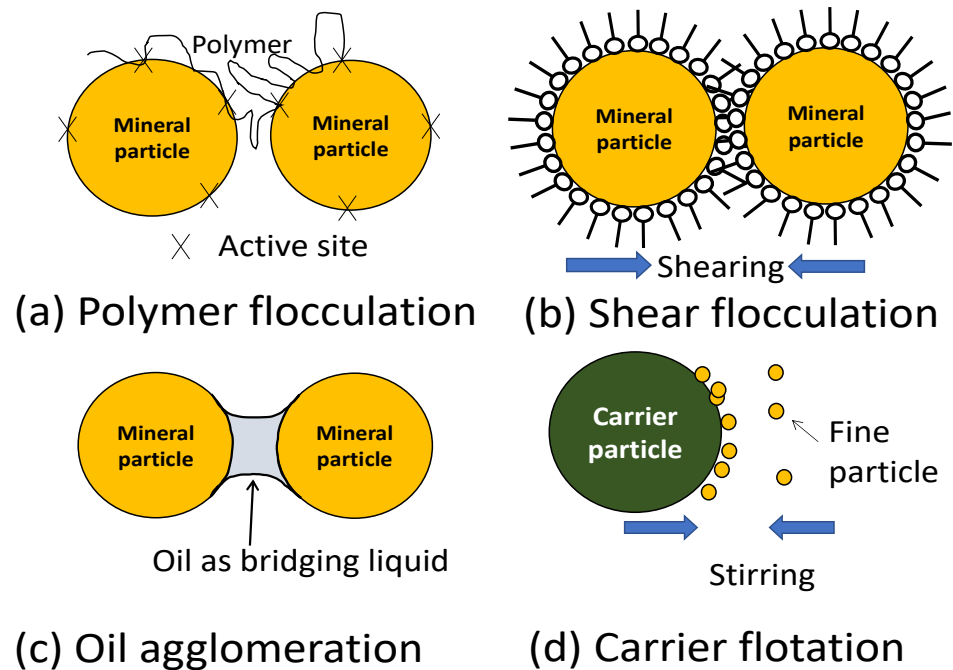 Polymer
Mineral
particle
Mineral
particle
Active site
(a) Polymer flocculation
Mineral
particle
Mineral
particle
Shearing
(b) Shear flocculation
Mineral
particle
Mineral
particle
Oil as bridging liquid
(c) Oil agglomeration
Carrier
particle
Fine
particle
Stirring
(d) Carrier flotation